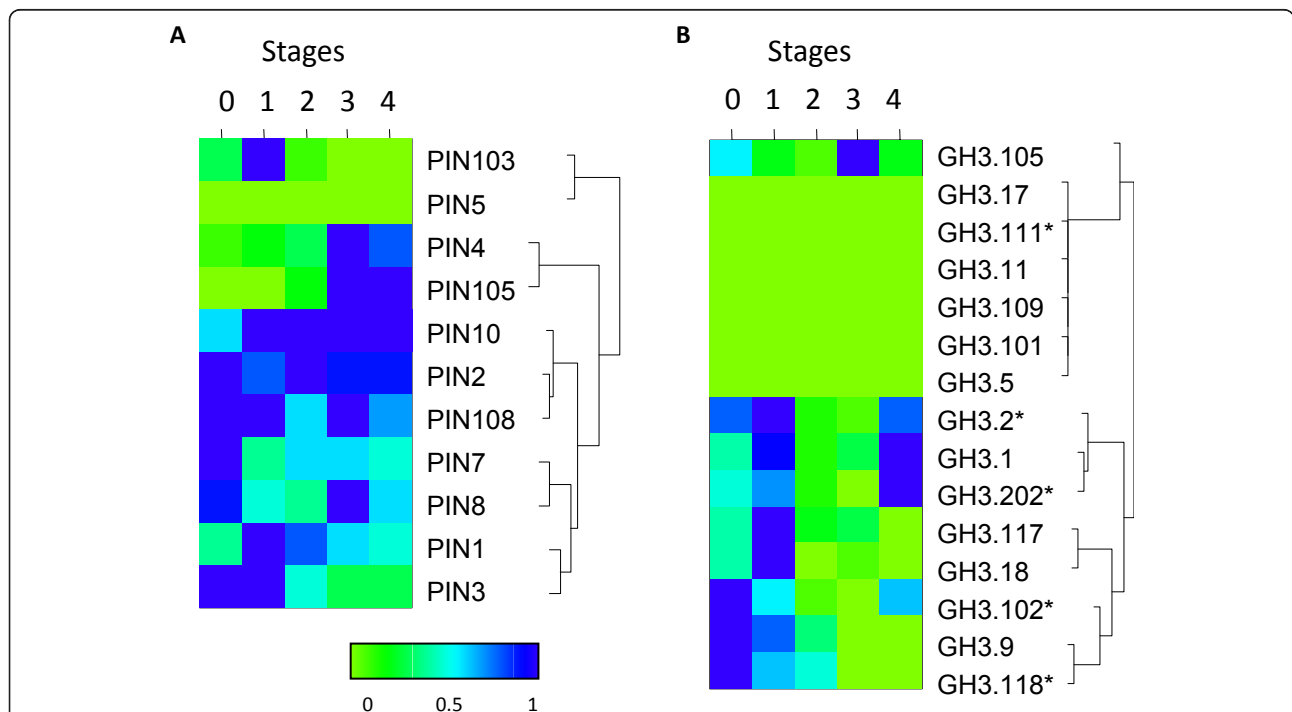 A
Stages
0 1 2 3 4
PIN103
PIN5
PIN4
PIN105
PIN10
PIN2
PIN108
PIN7
PIN8
PIN1
PIN3
0 0.5 1
B
Stages
0 1 2 3 4
GH3.105
GH3.17
GH3.111*
GH3.11
GH3.109
GH3.101
GH3.5
GH3.2*
GH3.1
GH3.202*
GH3.117
GH3.18
GH3.102*
GH3.9
GH3.118*